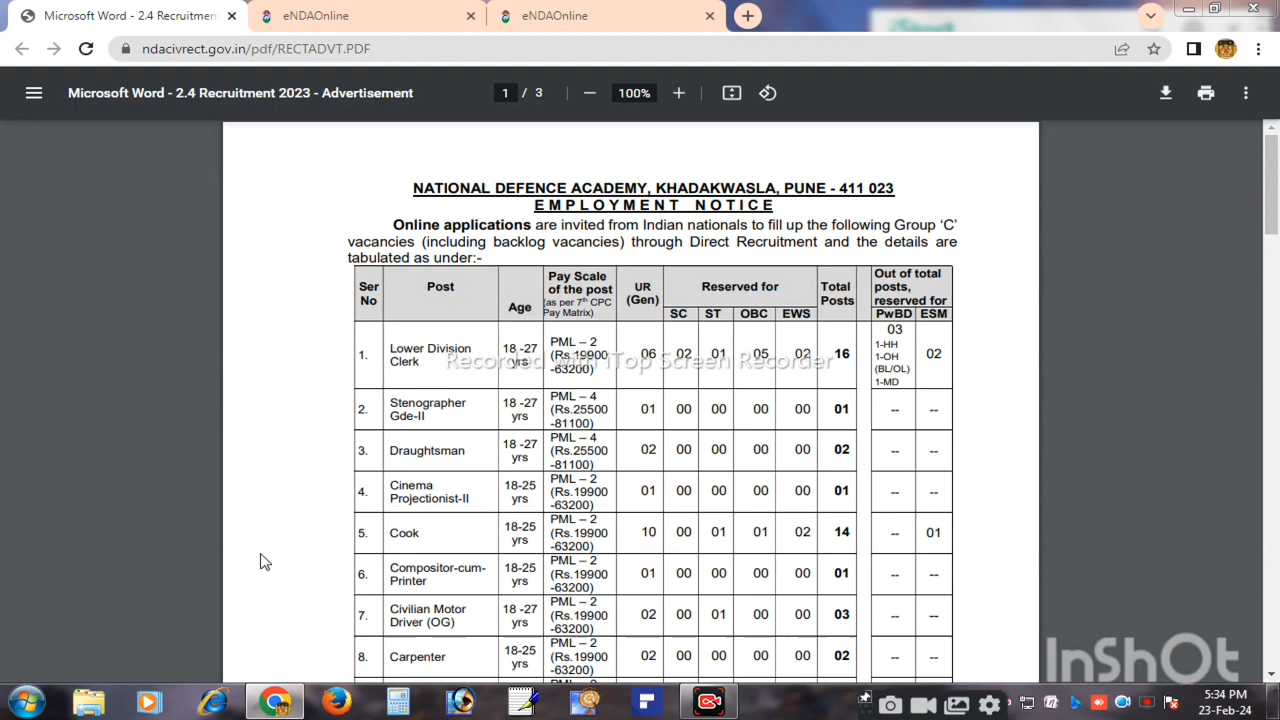 Microsoft Word - 2.4 Recruitment
eNDAOnline
eNDAOnline
ndacivrect.gov.in/pdf/RECTADVT.PDF
Microsoft Word - 2.4 Recruitment 2023 - Advertisement
1 / 3
100%
NATIONAL DEFENCE ACADEMY, KHADAKWASLA, PUNE - 411 023
EMPLOYMENT NOTICE
Online applications are invited from Indian nationals to fill up the following Group ‘C’
vacancies (including backlog vacancies) through Direct Recruitment and the details are
tabulated as under:-
Ser No Post Age Pay Scale of the post (as per 7th CPC Pay Matrix) UR (Gen) Reserved for Total Posts Out of total posts, reserved for
SC ST OBC EWS PwBD ESM
1. Lower Division Clerk 18 -27 yrs PML – 2 (Rs.19900 -63200) 06 02 01 05 02 16 03 1-HH 1-OH (BL/OL) 1-MD 02
Recorded with iTop Screen Recorder
2. Stenographer Gde-II 18 -27 yrs PML – 4 (Rs.25500 -81100) 01 00 00 00 00 01 -- --
3. Draughtsman 18 -27 yrs PML – 4 (Rs.25500 -81100) 02 00 00 00 00 02 -- --
4. Cinema Projectionist-II 18-25 yrs PML – 2 (Rs.19900 -63200) 01 00 00 00 00 01 -- --
5. Cook 18-25 yrs PML – 2 (Rs.19900 -63200) 10 00 01 01 02 14 -- 01
6. Compositor-cum-Printer 18-25 yrs PML – 2 (Rs.19900 -63200) 01 00 00 00 00 01 -- --
7. Civilian Motor Driver (OG) 18 -27 yrs PML – 2 (Rs.19900 -63200) 02 00 01 00 00 03 -- --
8. Carpenter 18-25 yrs PML – 2 (Rs.19900 -63200) 02 00 00 00 00 02 -- --
InShOt
5:34 PM
23-Feb-24